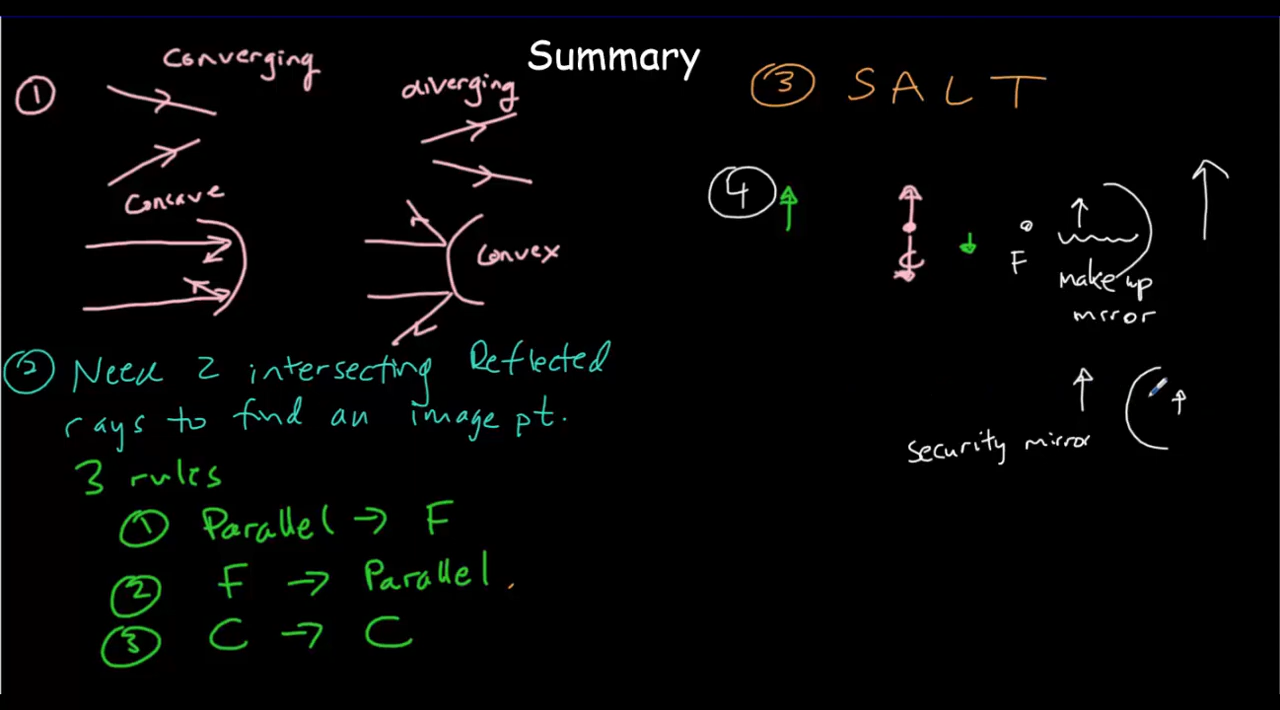 Summary
① Converging
diverging
Concave
Convex
② Need 2 intersecting Reflected
rays to find an image pt.
3 rules
① Parallel → F
② F → Parallel
③ C → C
③ SALT
④
C
F
make up
mirror
security mirror